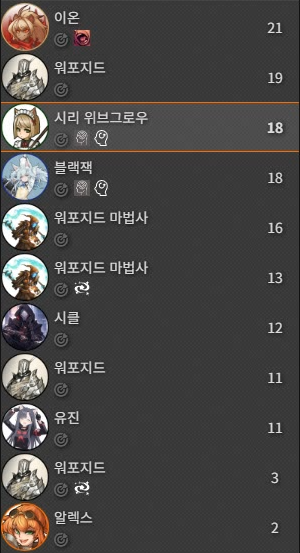 이온
21
워포지드
19
시리 위브그로우
18
블랙잭
18
워포지드 마법사
16
워포지드 마법사
13
시클
12
워포지드
11
유진
11
워포지드
3
알렉스
2